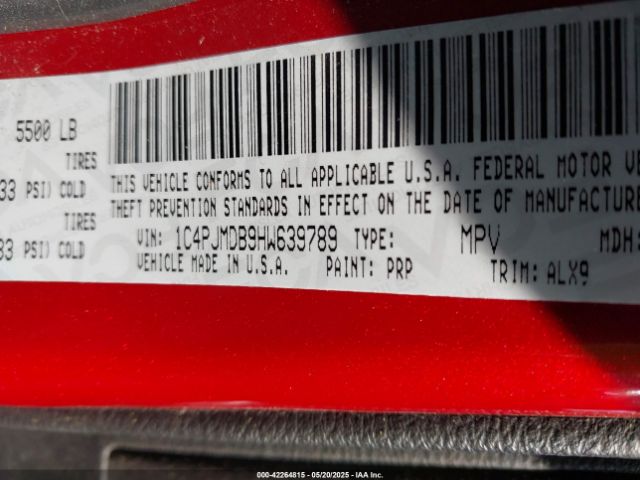 5500 LB
TIRES
33 PSI) COLD
TIRES
33 PSI) COLD
THIS VEHICLE CONFORMS TO ALL APPLICABLE U.S.A. FEDERAL MOTOR VE
THEFT PREVENTION STANDARDS IN EFFECT ON THE DATE OF MANUFACTURE
VIN: 1C4PJMDB9HW639789 TYPE: MPV MDH:
VEHICLE MADE IN U.S.A. PAINT: PRP TRIM: ALX9
000-42264815 - 05/20/2025 - IAA Inc.